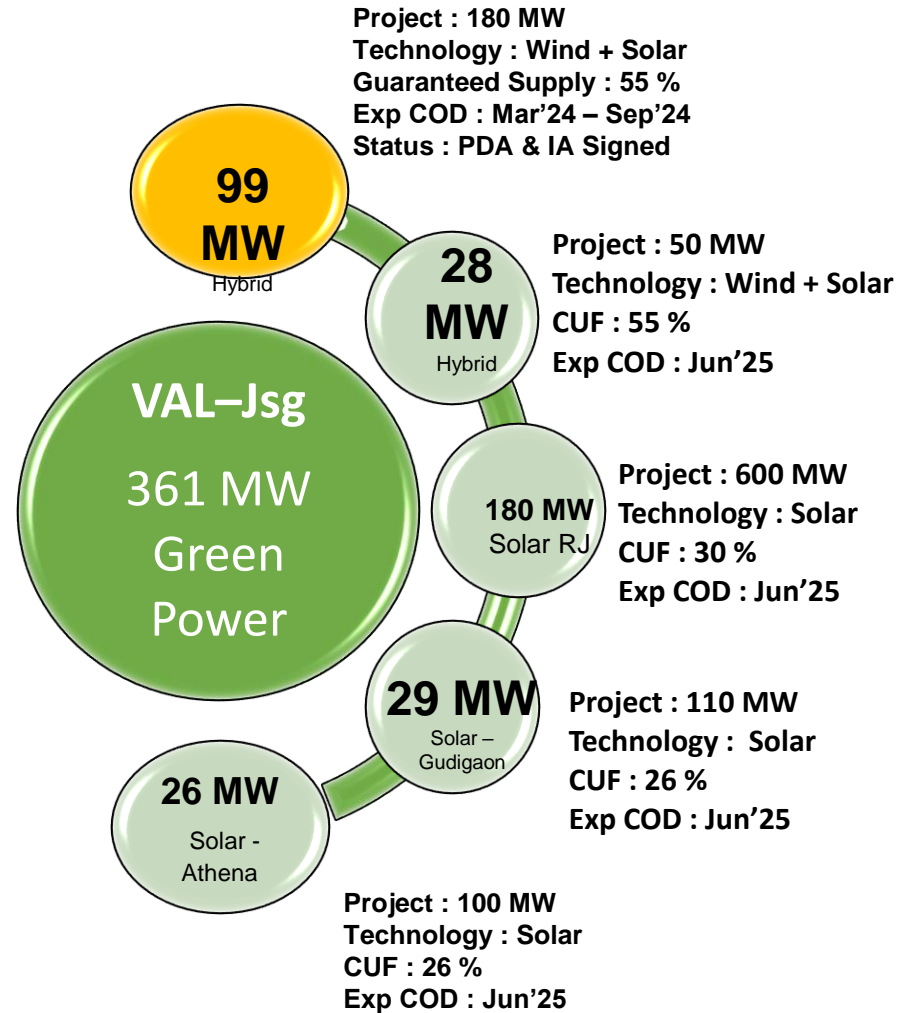 Project : 180 MW
Technology : Wind + Solar
Guaranteed Supply : 55 %
Exp COD : Mar’24 – Sep’24
Status : PDA & IA Signed
99
MW
Hybrid
28
MW
Hybrid
Project : 50 MW
Technology : Wind + Solar
CUF : 55 %
Exp COD : Jun’25
VAL–Jsg
361 MW
Green
Power
180 MW
Solar RJ
Project : 600 MW
Technology : Solar
CUF : 30 %
Exp COD : Jun’25
29 MW
Solar –
Gudigaon
Project : 110 MW
Technology : Solar
CUF : 26 %
Exp COD : Jun’25
26 MW
Solar -
Athena
Project : 100 MW
Technology : Solar
CUF : 26 %
Exp COD : Jun’25